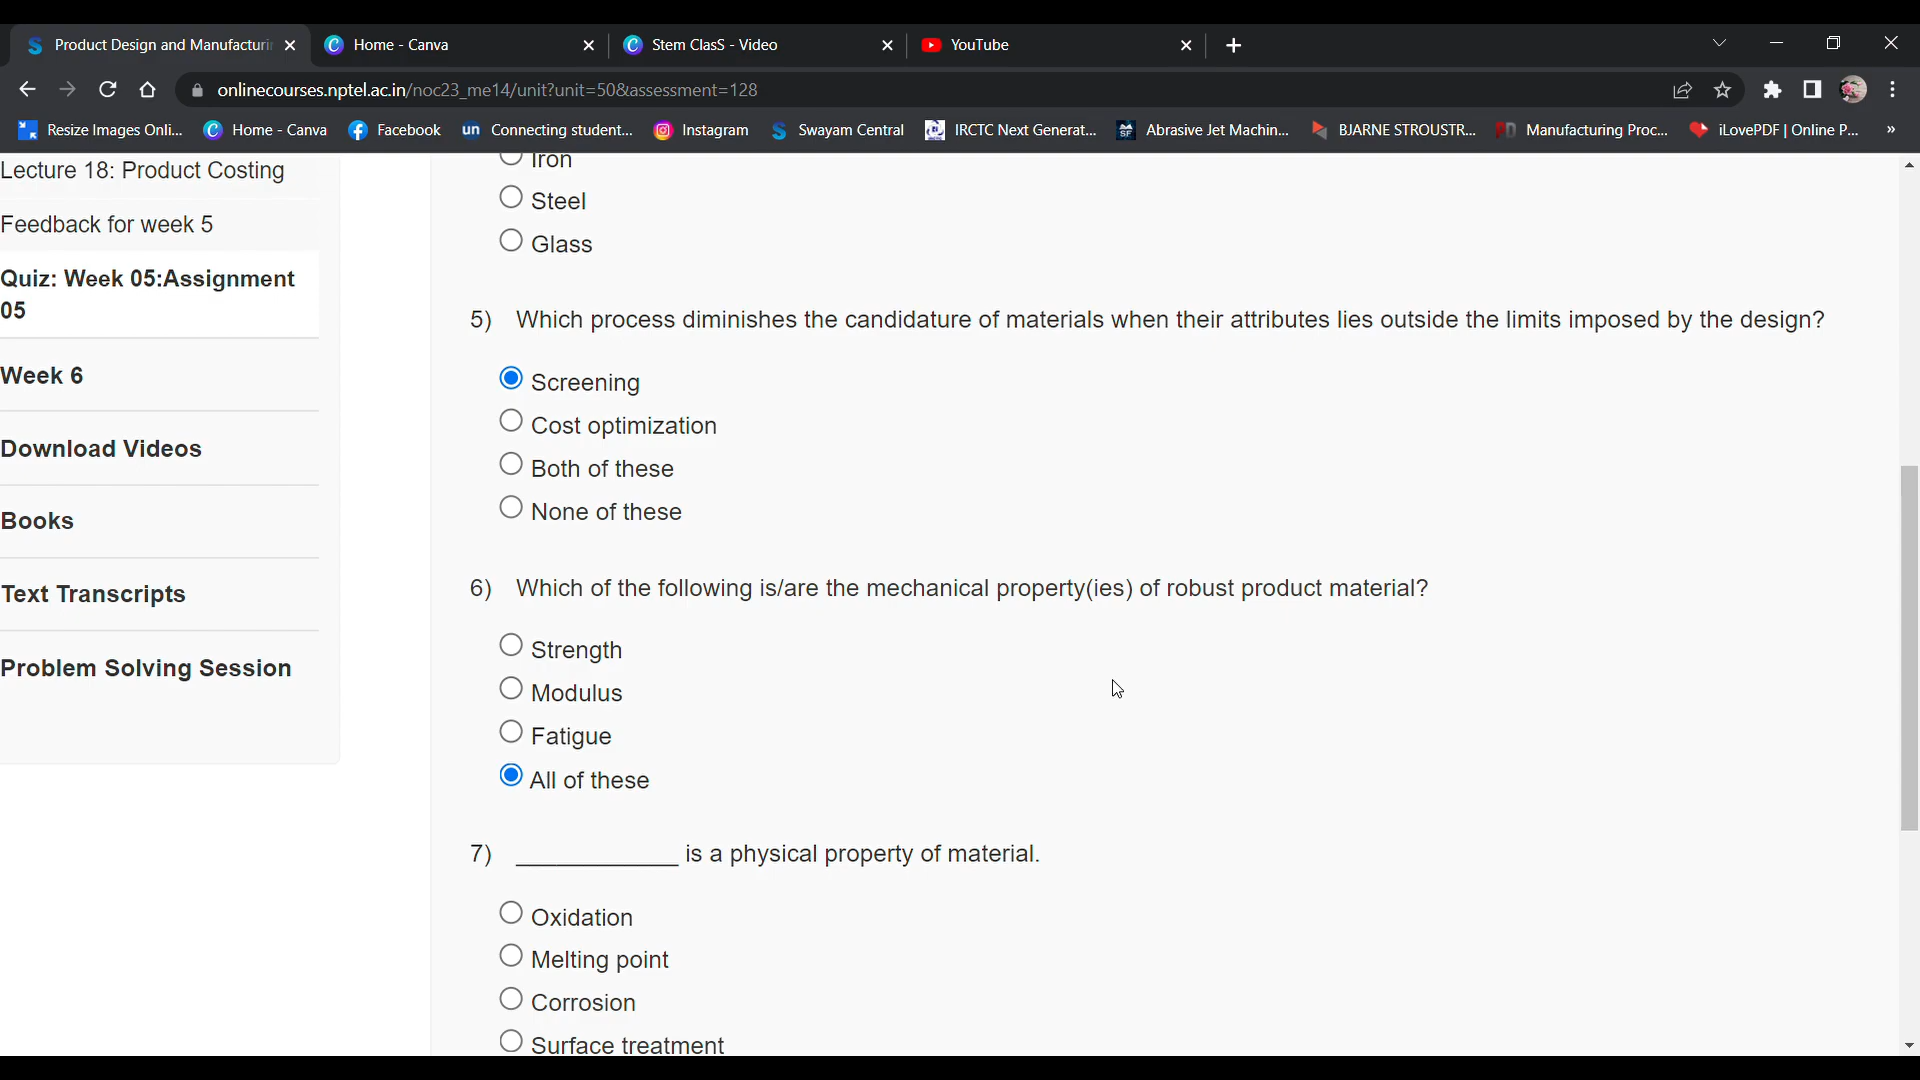 Product Design and Manufacturi
Home - Canva
Stem ClasS - Video
YouTube
onlinecourses.nptel.ac.in/noc23_me14/unit?unit=50&assessment=128
Resize Images Onli...
Home - Canva
Facebook
un
Connecting student...
Instagram
Swayam Central
IRCTC Next Generat...
SF
Abrasive Jet Machin...
BJARNE STROUSTR...
Manufacturing Proc...
iLovePDF | Online P...
»
Lecture 18: Product Costing
Feedback for week 5
Quiz: Week 05:Assignment
05
Week 6
Download Videos
Books
Text Transcripts
Problem Solving Session
Iron
Steel
Glass
5) Which process diminishes the candidature of materials when their attributes lies outside the limits imposed by the design?
Screening
Cost optimization
Both of these
None of these
6) Which of the following is/are the mechanical property(ies) of robust product material?
Strength
Modulus
Fatigue
All of these
7) ____________ is a physical property of material.
Oxidation
Melting point
Corrosion
Surface treatment